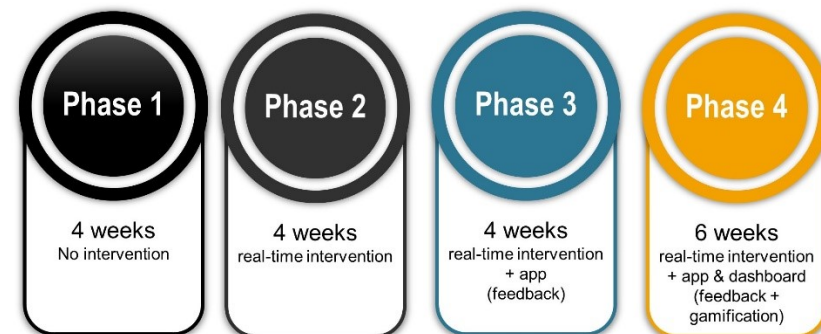 Phase 1
4 weeks
No intervention
Phase 2
4 weeks
real-time intervention
Phase 3
4 weeks
real-time intervention
+ app
(feedback)
Phase 4
6 weeks
real-time intervention
+ app & dashboard
(feedback +
gamification)